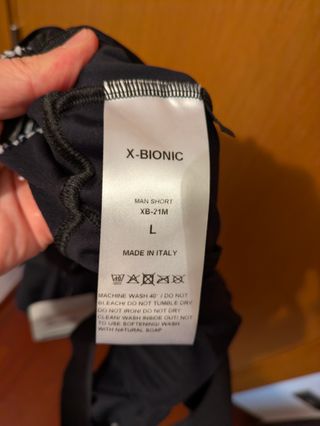 X-BIONIC
MAN SHORT
XB-21M
L
MADE IN ITALY
MACHINE WASH 40° / DO NOT
BLEACH/ DO NOT TUMBLE DRY
DO NOT IRON/ DO NOT DRY
CLEAN/ WASH INSIDE OUT/ NOT
TO USE SOFTENING/ WASH
WITH NATURAL SOAP